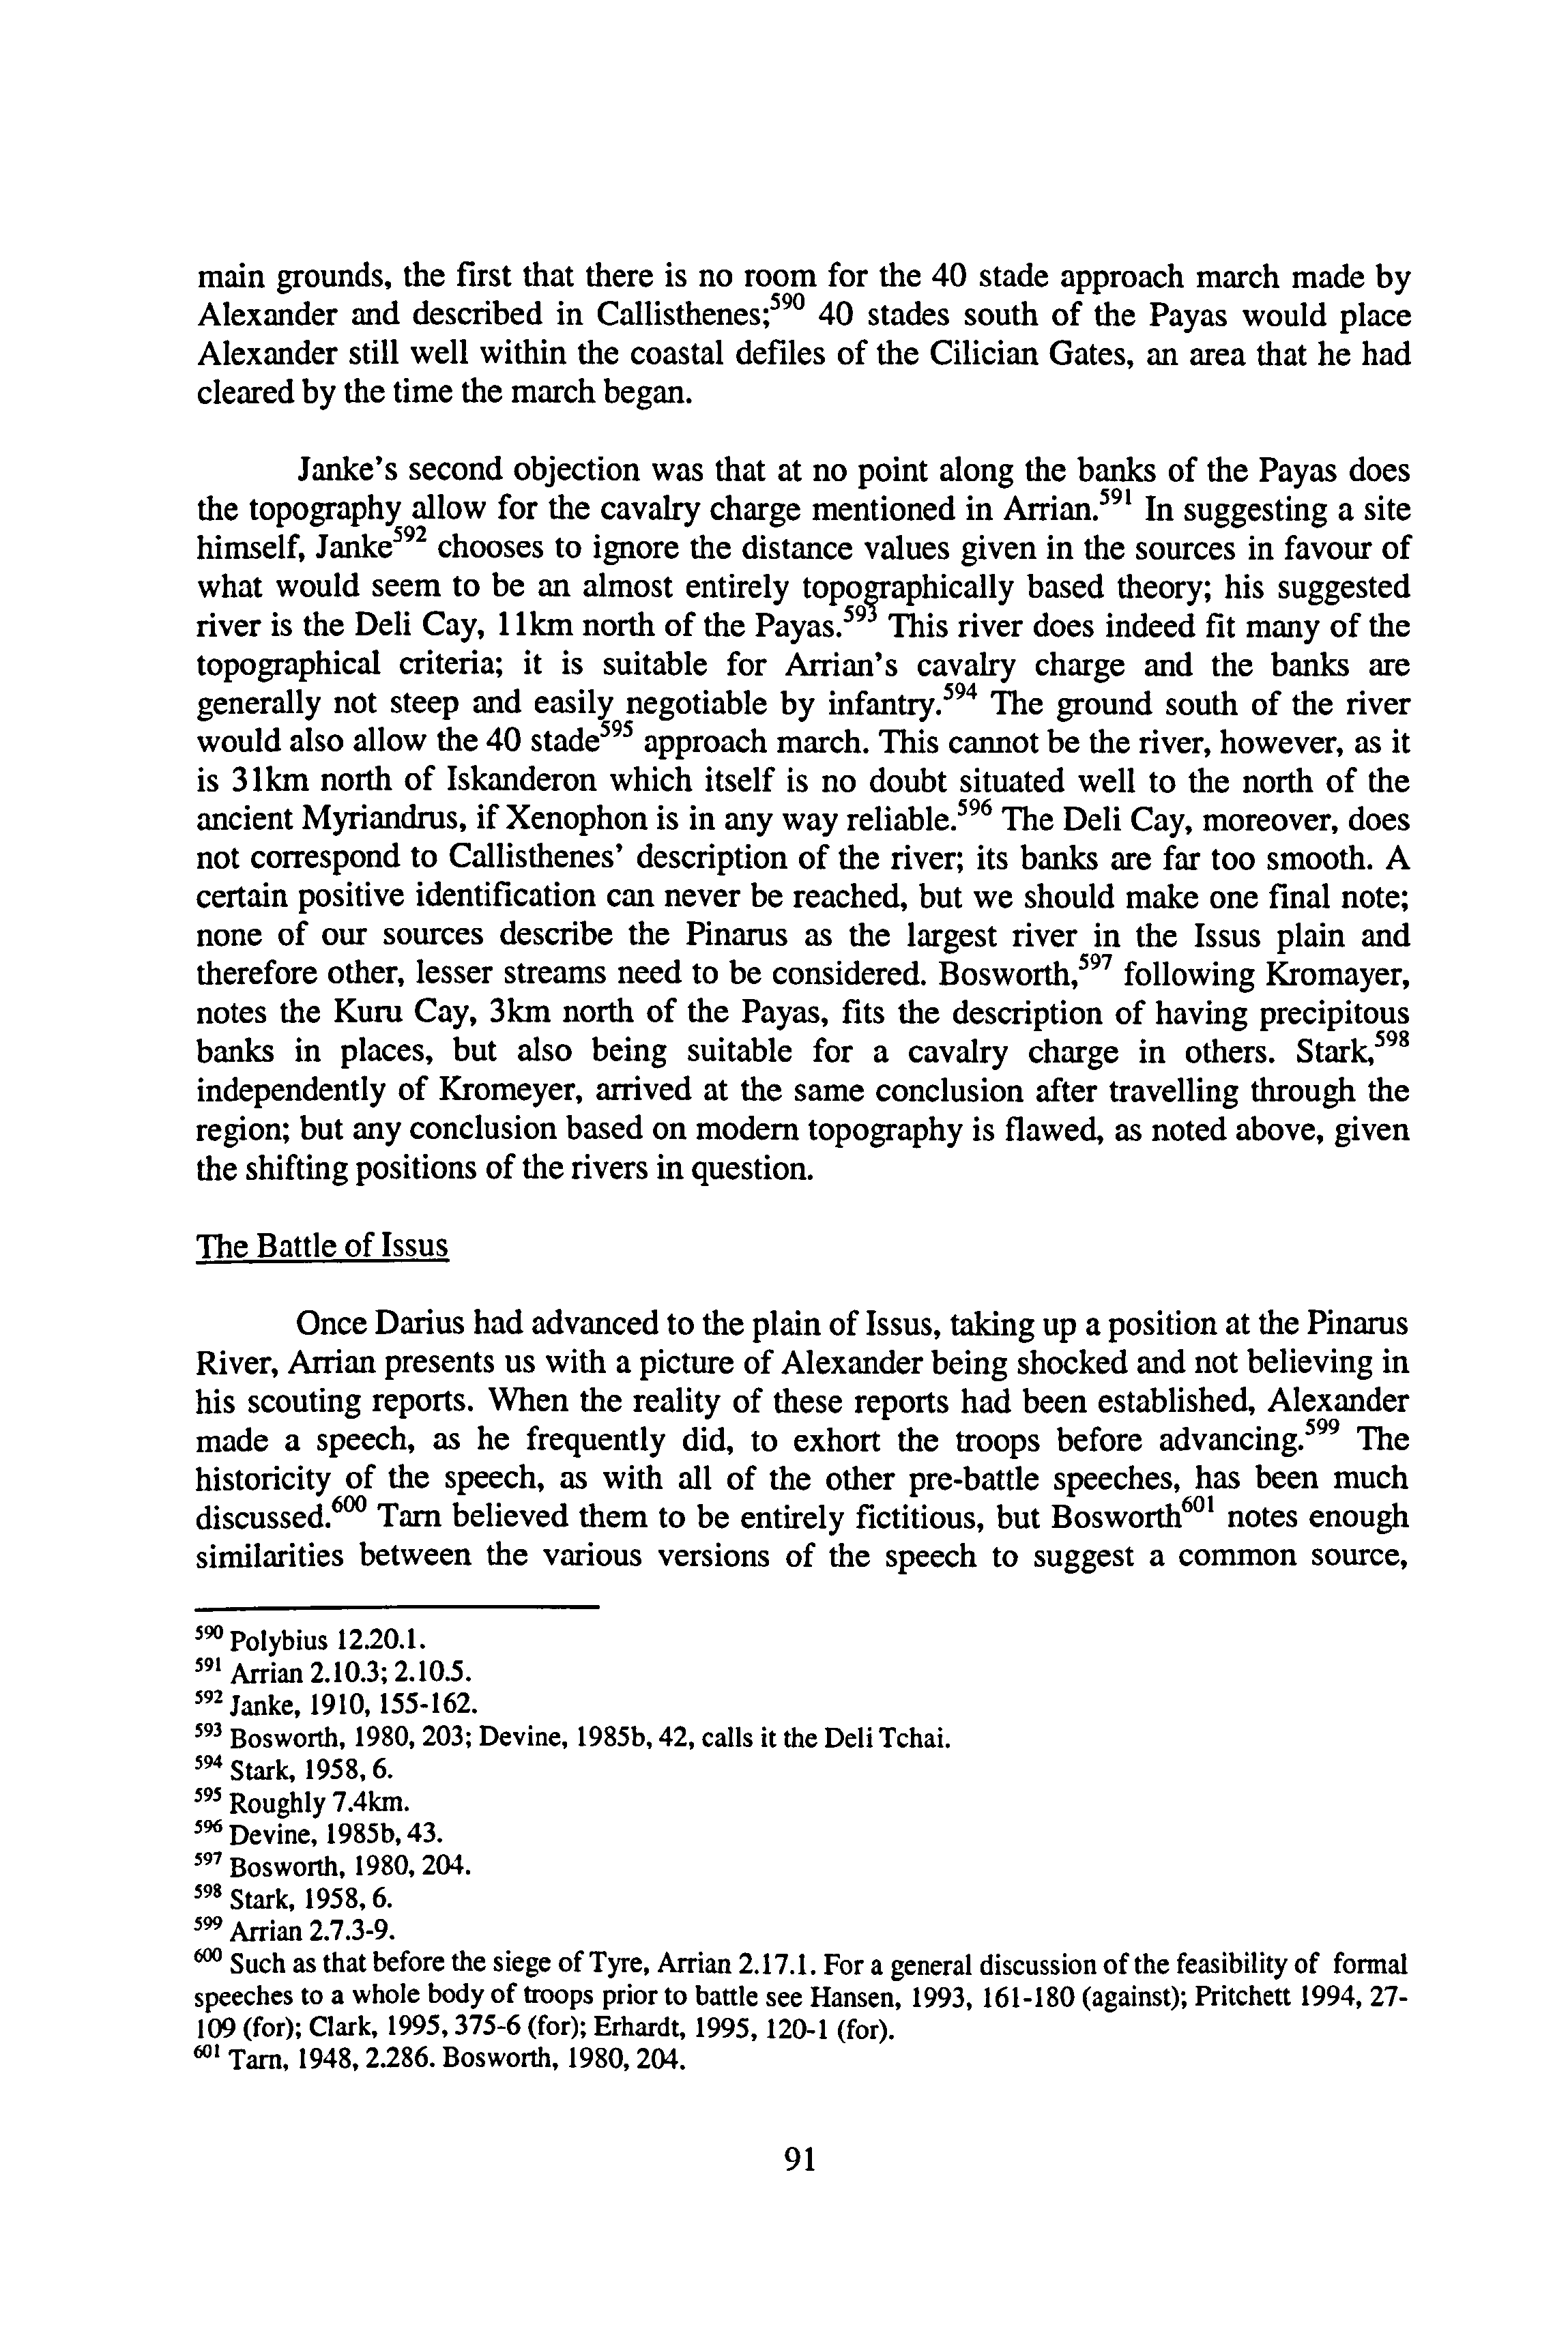 main grounds, the first that there is no room for the 40 stade approach march made by
Alexander and described in Callisthenes;⁵⁹⁰ 40 stades south of the Payas would place
Alexander still well within the coastal defiles of the Cilician Gates, an area that he had
cleared by the time the march began.
Janke's second objection was that at no point along the banks of the Payas does
the topography allow for the cavalry charge mentioned in Arrian.⁵⁹¹ In suggesting a site
himself, Janke⁵⁹² chooses to ignore the distance values given in the sources in favour of
what would seem to be an almost entirely topographically based theory; his suggested
river is the Deli Cay, 11km north of the Payas.⁵⁹³ This river does indeed fit many of the
topographical criteria; it is suitable for Arrian's cavalry charge and the banks are
generally not steep and easily negotiable by infantry.⁵⁹⁴ The ground south of the river
would also allow the 40 stade⁵⁹⁵ approach march. This cannot be the river, however, as it
is 31km north of Iskanderon which itself is no doubt situated well to the north of the
ancient Myriandrus, if Xenophon is in any way reliable.⁵⁹⁶ The Deli Cay, moreover, does
not correspond to Callisthenes' description of the river; its banks are far too smooth. A
certain positive identification can never be reached, but we should make one final note;
none of our sources describe the Pinarus as the largest river in the Issus plain and
therefore other, lesser streams need to be considered. Bosworth,⁵⁹⁷ following Kromayer,
notes the Kuru Cay, 3km north of the Payas, fits the description of having precipitous
banks in places, but also being suitable for a cavalry charge in others. Stark,⁵⁹⁸
independently of Kromeyer, arrived at the same conclusion after travelling through the
region; but any conclusion based on modern topography is flawed, as noted above, given
the shifting positions of the rivers in question.
The Battle of Issus
Once Darius had advanced to the plain of Issus, taking up a position at the Pinarus
River, Arrian presents us with a picture of Alexander being shocked and not believing in
his scouting reports. When the reality of these reports had been established, Alexander
made a speech, as he frequently did, to exhort the troops before advancing.⁵⁹⁹ The
historicity of the speech, as with all of the other pre-battle speeches, has been much
discussed.⁶⁰⁰ Tarn believed them to be entirely fictitious, but Bosworth⁶⁰¹ notes enough
similarities between the various versions of the speech to suggest a common source,
⁵⁹⁰ Polybius 12.20.1.
⁵⁹¹ Arrian 2.10.3; 2.10.5.
⁵⁹² Janke, 1910, 155-162.
⁵⁹³ Bosworth, 1980, 203; Devine, 1985b, 42, calls it the Deli Tchai.
⁵⁹⁴ Stark, 1958, 6.
⁵⁹⁵ Roughly 7.4km.
⁵⁹⁶ Devine, 1985b, 43.
⁵⁹⁷ Bosworth, 1980, 204.
⁵⁹⁸ Stark, 1958, 6.
⁵⁹⁹ Arrian 2.7.3-9.
⁶⁰⁰ Such as that before the siege of Tyre, Arrian 2.17.1. For a general discussion of the feasibility of formal
speeches to a whole body of troops prior to battle see Hansen, 1993, 161-180 (against); Pritchett 1994, 27-
109 (for); Clark, 1995, 375-6 (for); Erhardt, 1995, 120-1 (for).
⁶⁰¹ Tarn, 1948, 2.286. Bosworth, 1980, 204.
91